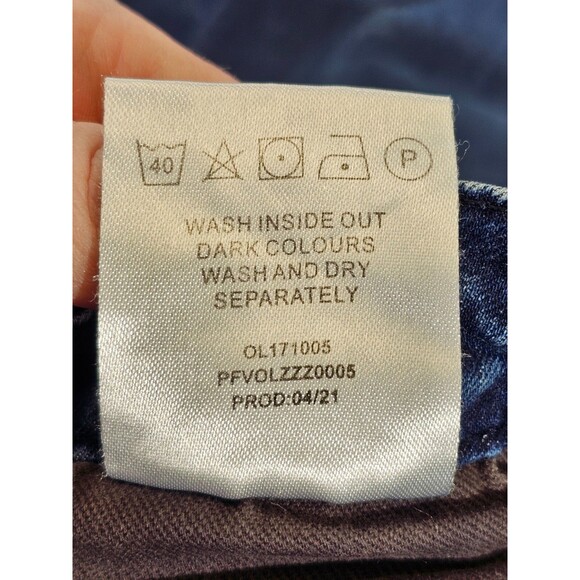 40 P
WASH INSIDE OUT
DARK COLOURS
WASH AND DRY
SEPARATELY
OL171005
PFVOLZZZ0005
PROD:04/21